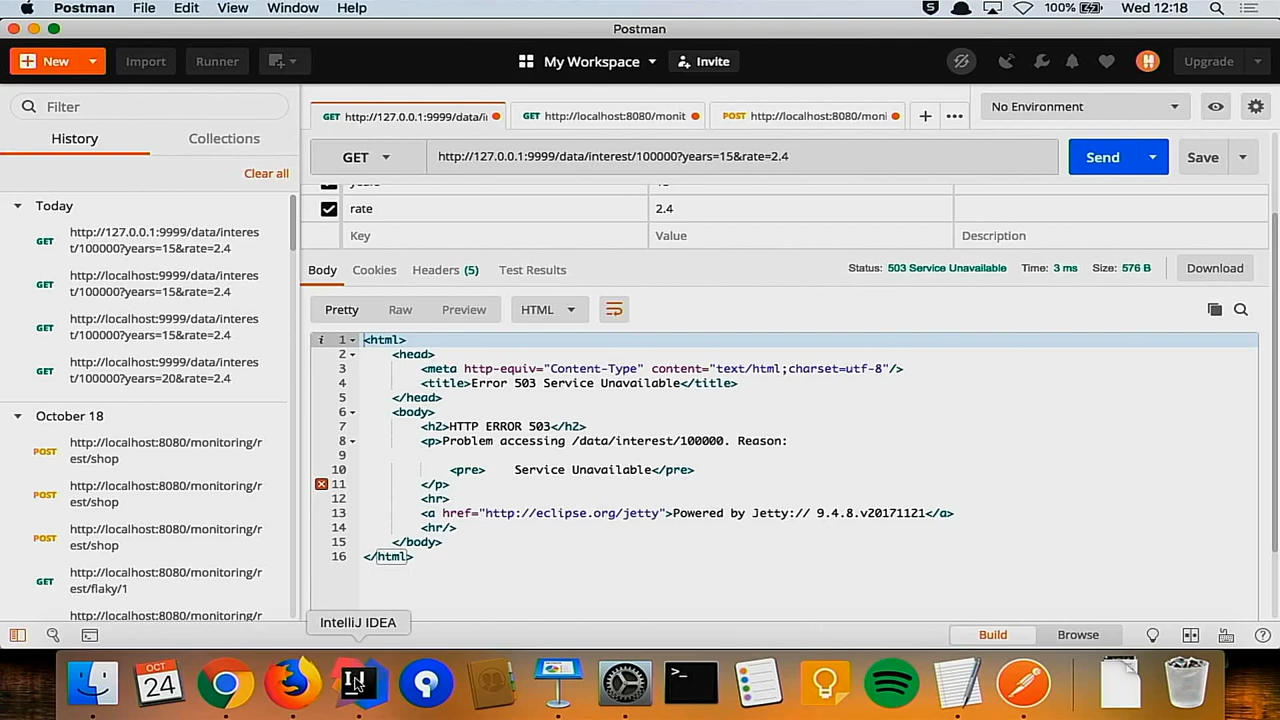 Postman File Edit View Window Help 100% Wed 12:18
Postman
New Import Runner My Workspace Invite Upgrade
Filter
History Collections
Clear all
Today
GET http://127.0.0.1:9999/data/interes
t/100000?years=15&rate=2.4
GET http://localhost:9999/data/interes
t/100000?years=15&rate=2.4
GET http://localhost:9999/data/interes
t/100000?years=15&rate=2.4
GET http://localhost:9999/data/interes
t/100000?years=20&rate=2.4
October 18
POST http://localhost:8080/monitoring/r
est/shop
POST http://localhost:8080/monitoring/r
est/shop
POST http://localhost:8080/monitoring/r
est/shop
GET http://localhost:8080/monitoring/r
est/flaky/1
http://localhost:8080/monitoring/r
GET http://127.0.0.1:9999/data/i GET http://localhost:8080/monit POST http://localhost:8080/moni + ••• No Environment
GET http://127.0.0.1:9999/data/interest/100000?years=15&rate=2.4 Send Save
years 15
rate 2.4
Key Value Description
Body Cookies Headers (5) Test Results Status: 503 Service Unavailable Time: 3 ms Size: 576 B Download
Pretty Raw Preview HTML
i 1 <html>
2 <head>
3 <meta http-equiv="Content-Type" content="text/html;charset=utf-8"/>
4 <title>Error 503 Service Unavailable</title>
5 </head>
6 <body>
7 <h2>HTTP ERROR 503</h2>
8 <p>Problem accessing /data/interest/100000. Reason:
9
10 <pre>    Service Unavailable</pre>
11 </p>
12 <hr>
13 <a href="http://eclipse.org/jetty">Powered by Jetty:// 9.4.8.v20171121</a>
14 <hr/>
15 </body>
16 </html>
IntelliJ IDEA
Build Browse
OCT
24
IJ